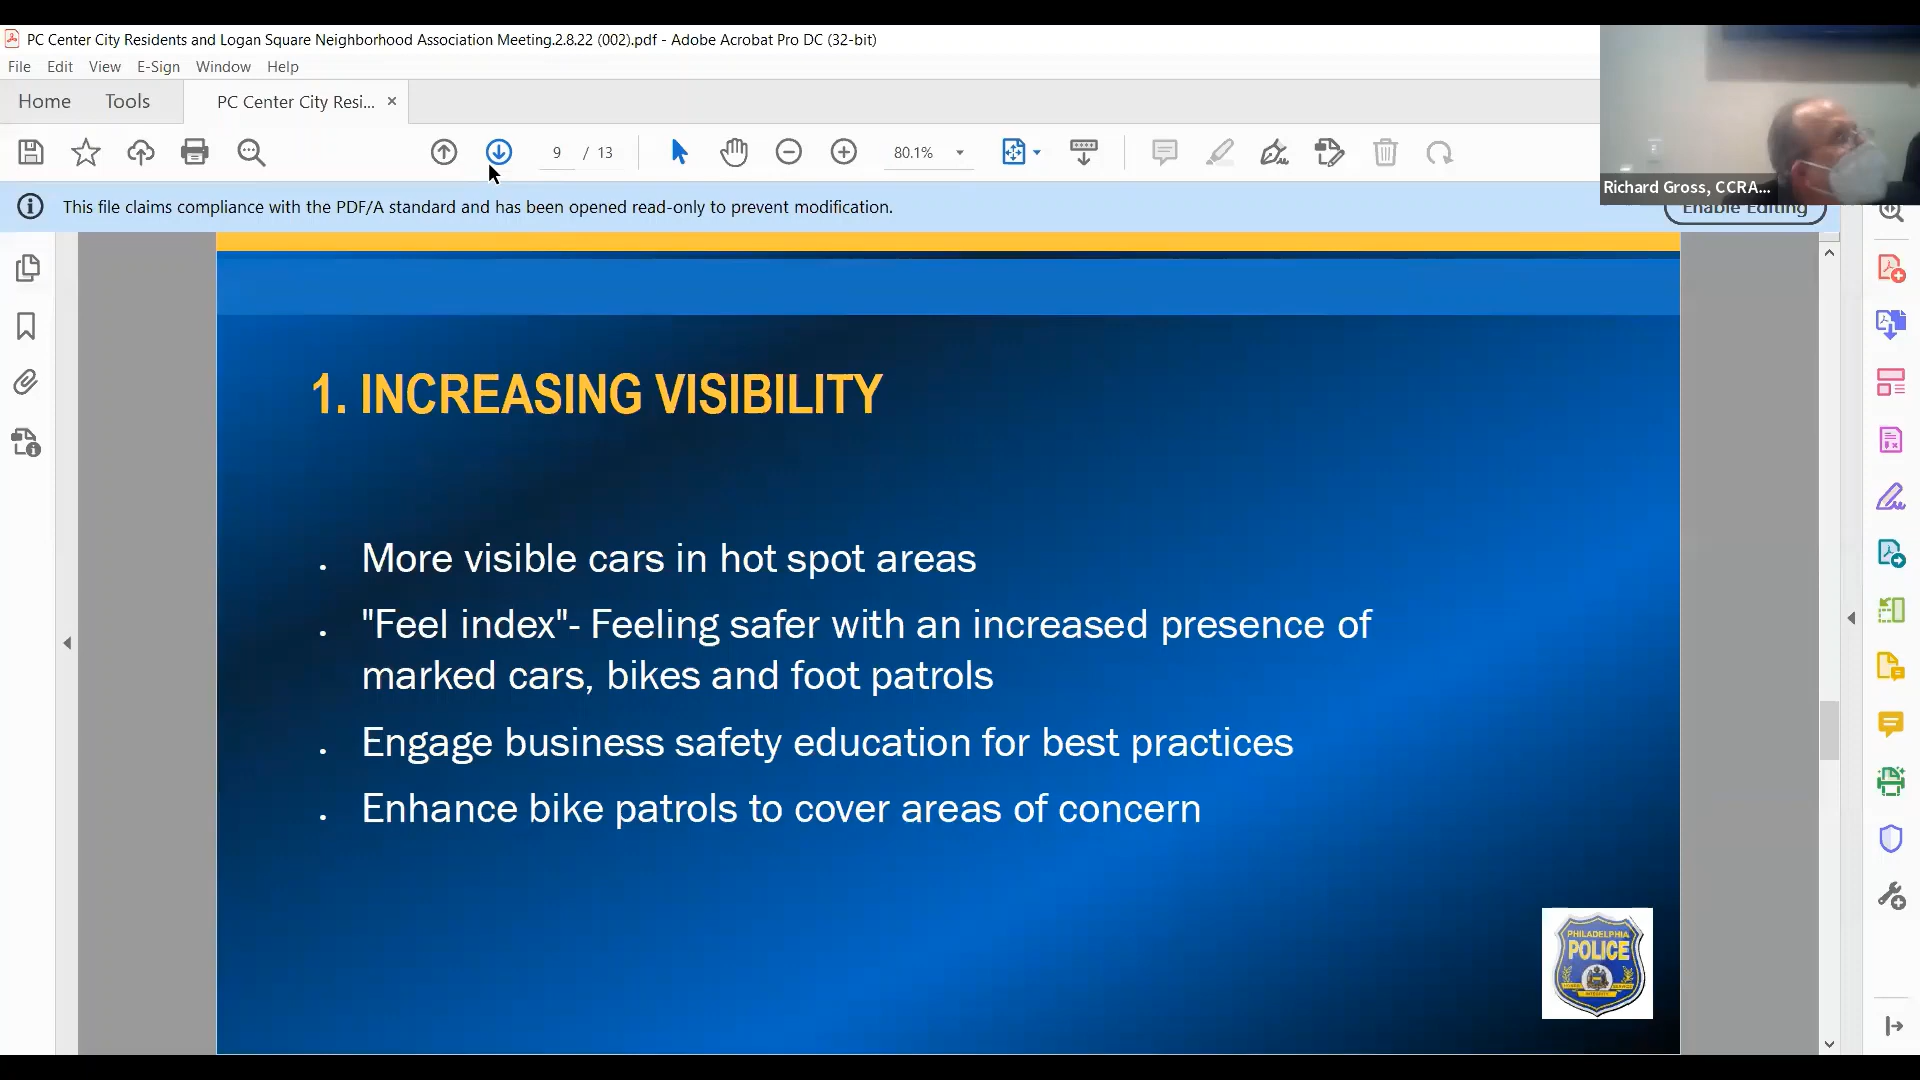 PC Center City Residents and Logan Square Neighborhood Association Meeting.2.8.22 (002).pdf - Adobe Acrobat Pro DC (32-bit)
File Edit View E-Sign Window Help
Home Tools PC Center City Resi... ×
9 / 13 80.1%
Richard Gross, CCRA...
This file claims compliance with the PDF/A standard and has been opened read-only to prevent modification.
Enable Editing
1. INCREASING VISIBILITY
. More visible cars in hot spot areas
. "Feel index"- Feeling safer with an increased presence of
marked cars, bikes and foot patrols
. Engage business safety education for best practices
. Enhance bike patrols to cover areas of concern
PHILADELPHIA
POLICE